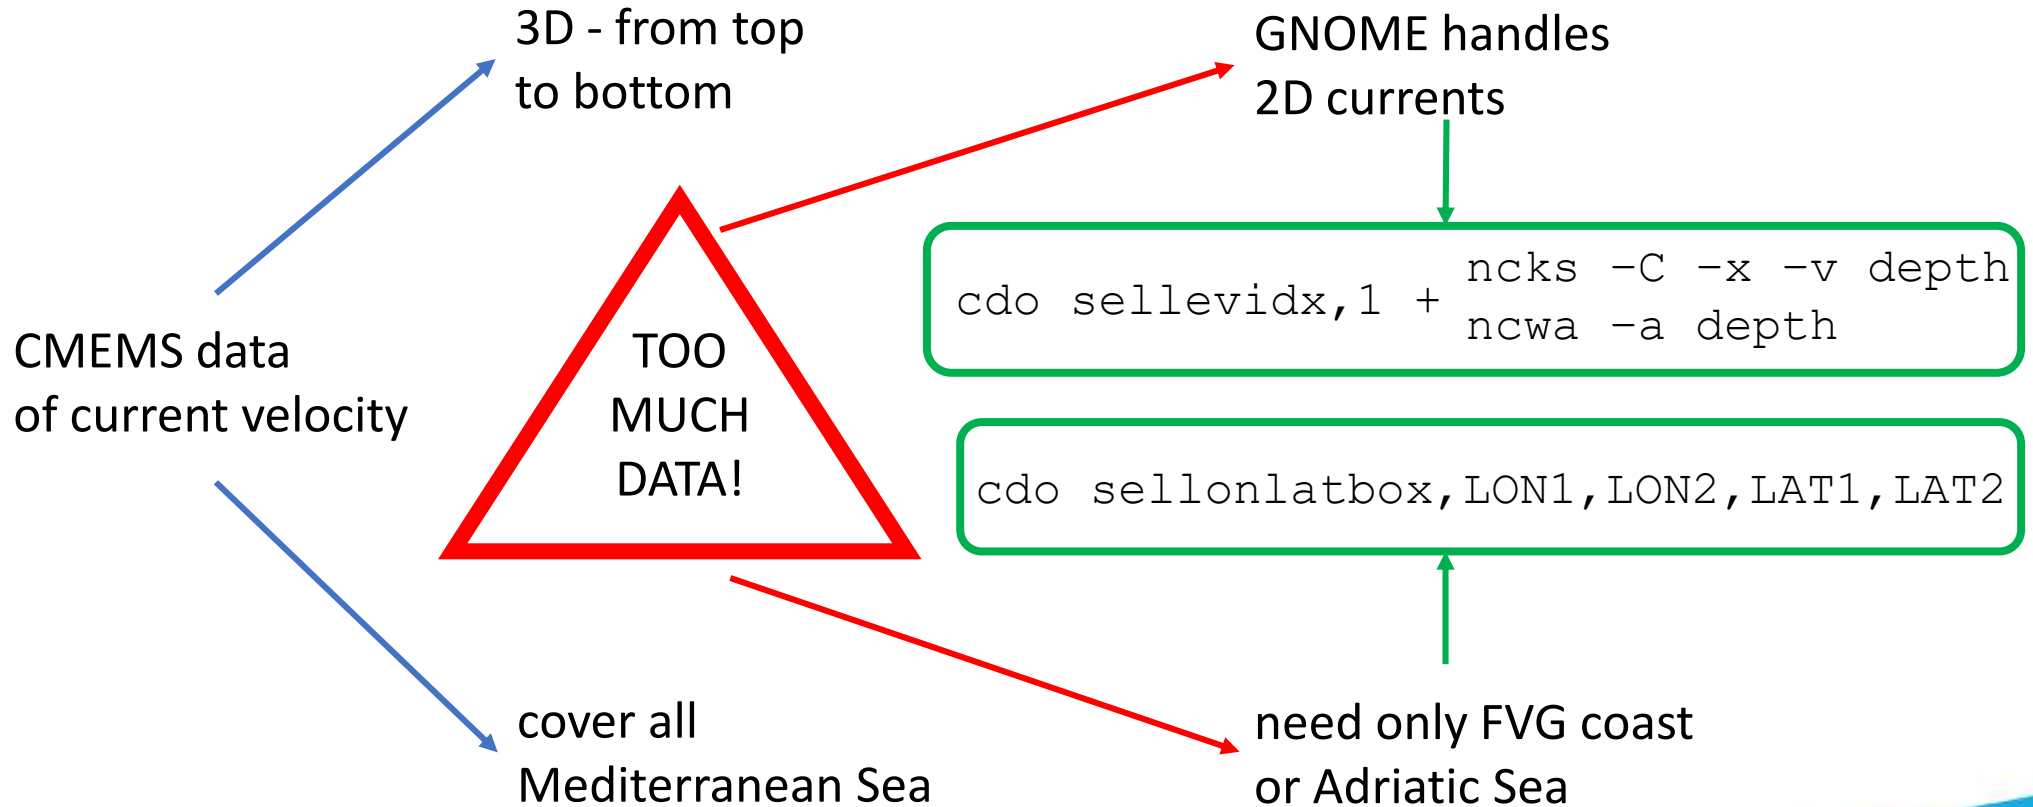 3D - from top
to bottom
GNOME handles
2D currents
CMEMS data
of current velocity
TOO
MUCH
DATA!
cdo sellevidx,1 +
ncks –C –x –v depth
ncwa –a depth
cdo sellonlatbox,LON1,LON2,LAT1,LAT2
cover all
Mediterranean Sea
need only FVG coast
or Adriatic Sea